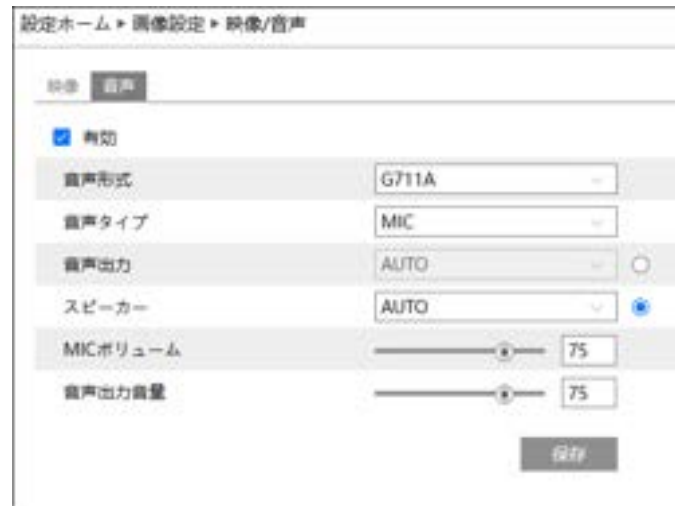 設定ホーム ▸ 画像設定 ▸ 映像/音声
映像 音声
有効
音声形式 G711A
音声タイプ MIC
音声出力 AUTO
スピーカー AUTO
MICボリューム 75
音声出力音量 75
保存